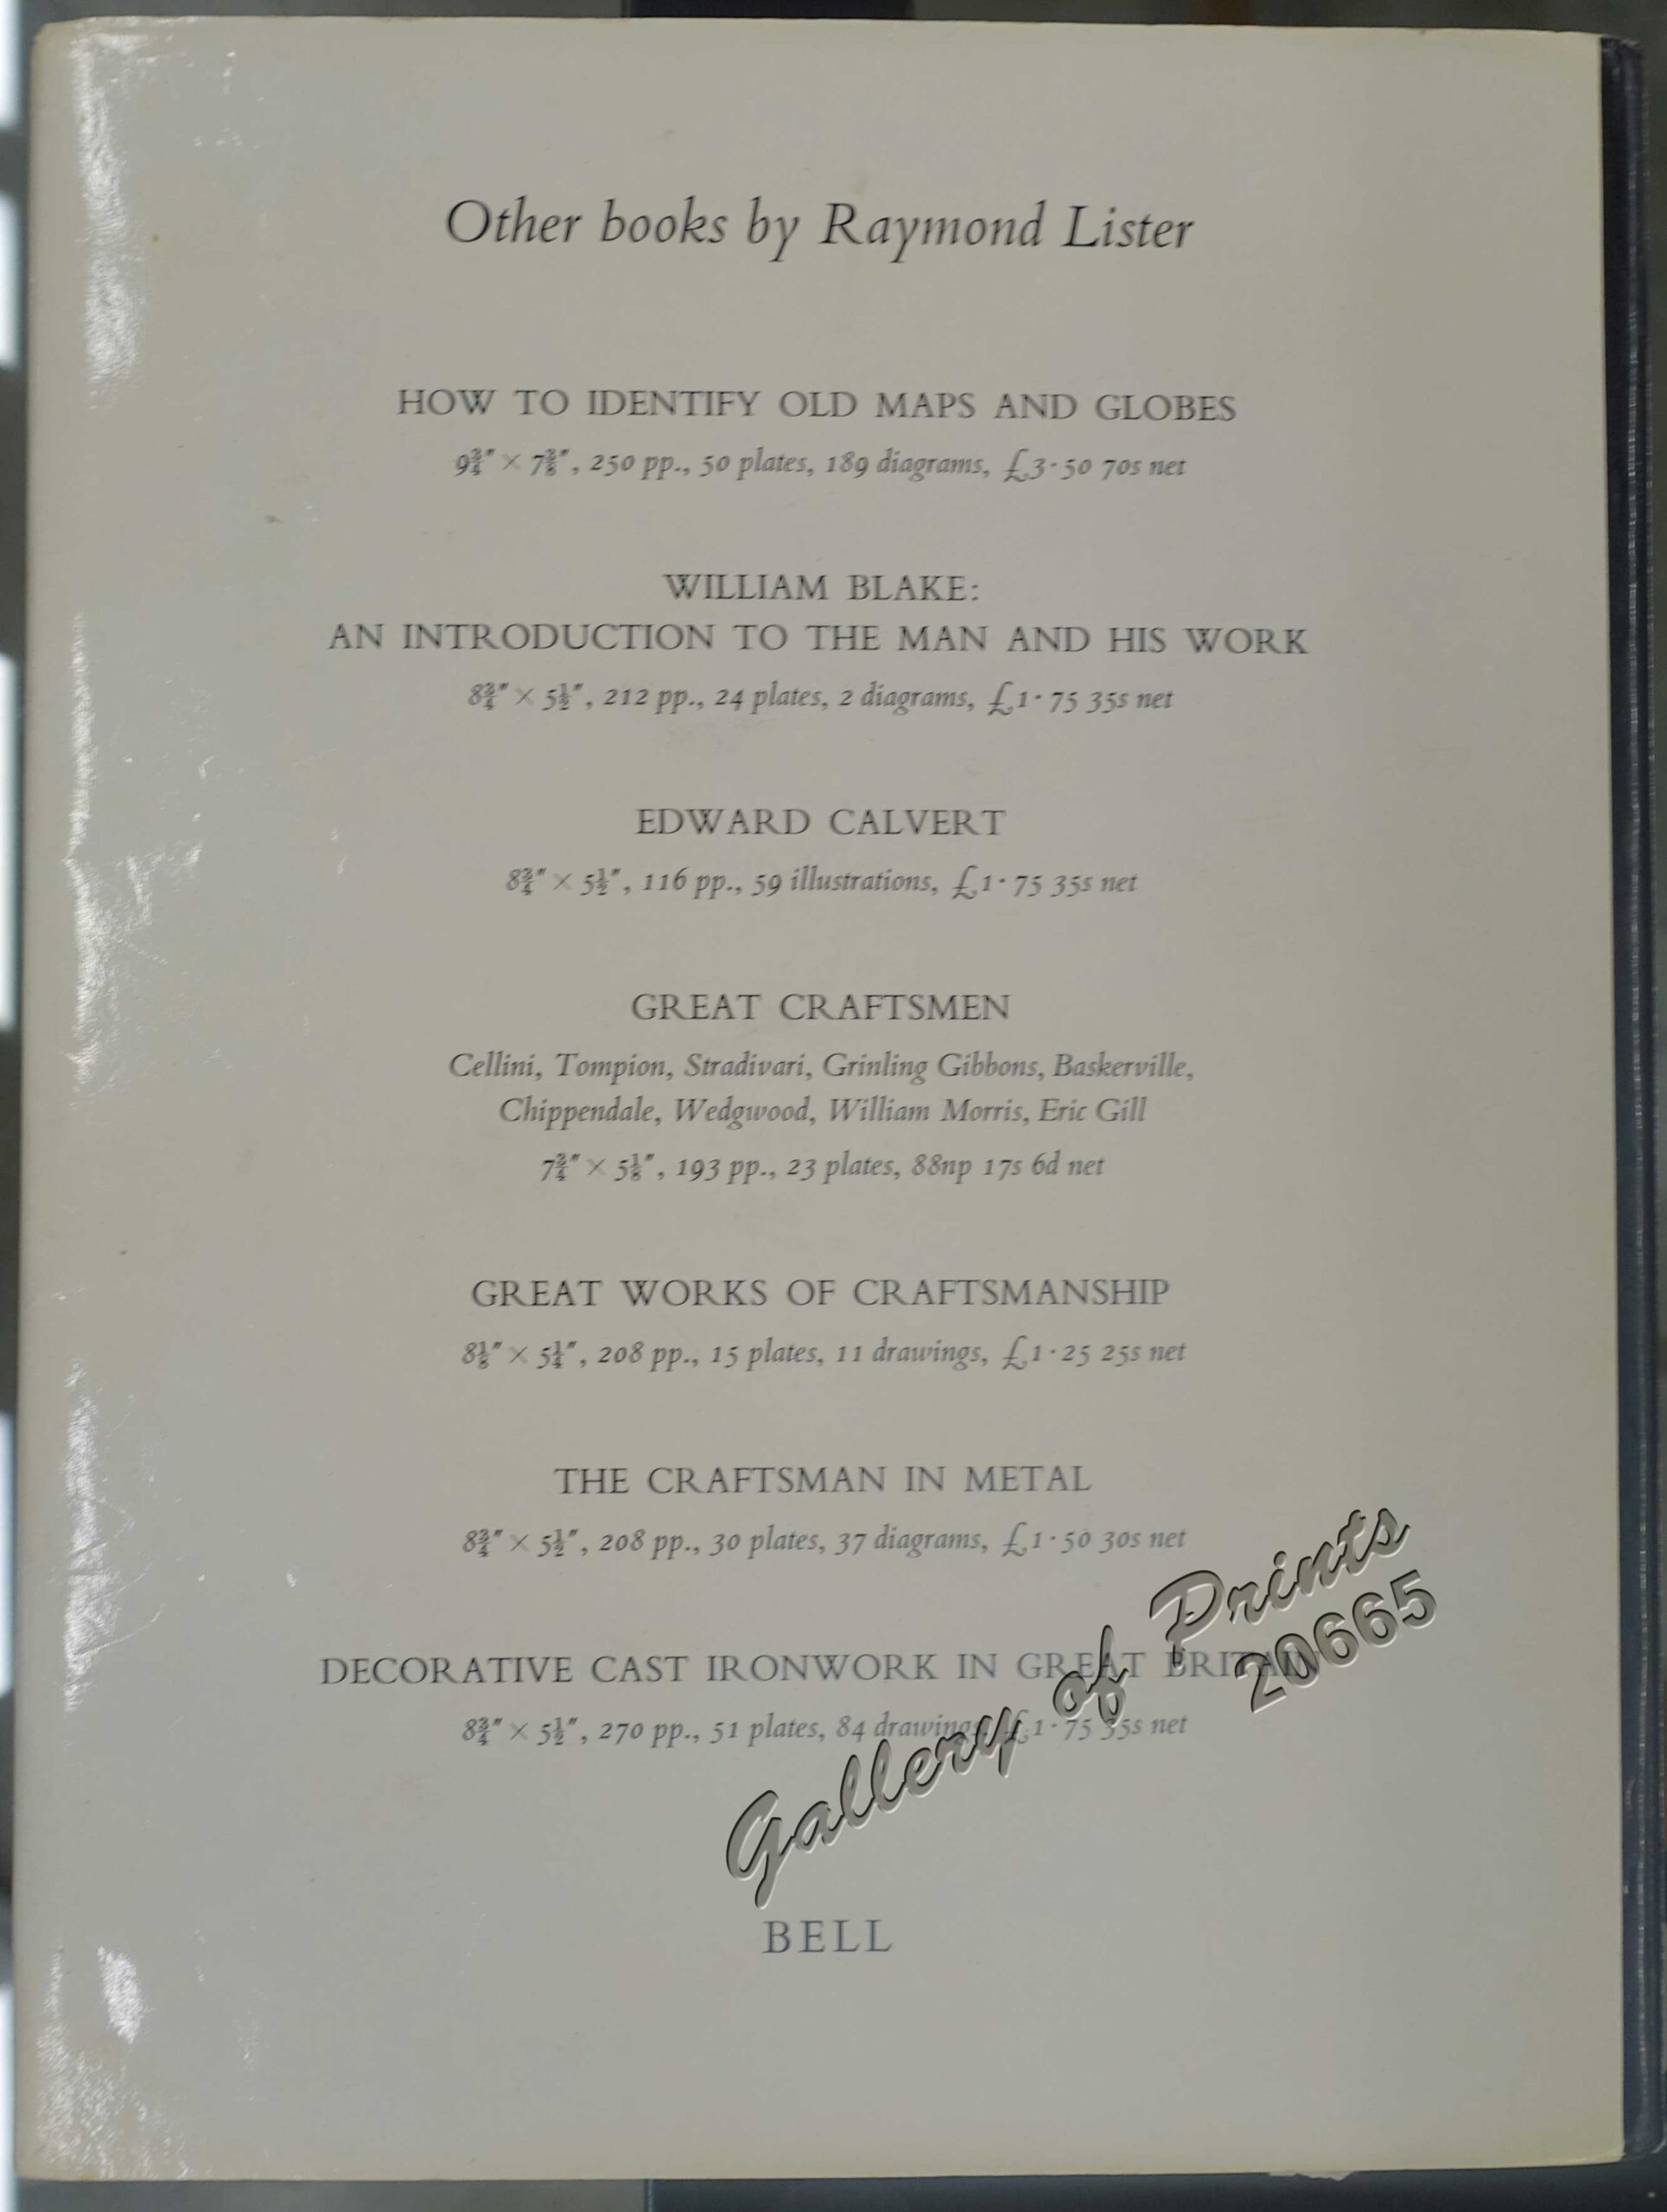 Other books by Raymond Lister
HOW TO IDENTIFY OLD MAPS AND GLOBES
9¾" × 7⅜", 250 pp., 50 plates, 189 diagrams, £3·50 70s net
WILLIAM BLAKE:
AN INTRODUCTION TO THE MAN AND HIS WORK
8¾" × 5½", 212 pp., 24 plates, 2 diagrams, £1·75 35s net
EDWARD CALVERT
8¾" × 5½", 116 pp., 59 illustrations, £1·75 35s net
GREAT CRAFTSMEN
Cellini, Tompion, Stradivari, Grinling Gibbons, Baskerville,
Chippendale, Wedgwood, William Morris, Eric Gill
7¾" × 5⅛", 193 pp., 23 plates, 88np 17s 6d net
GREAT WORKS OF CRAFTSMANSHIP
8⅛" × 5¼", 208 pp., 15 plates, 11 drawings, £1·25 25s net
THE CRAFTSMAN IN METAL
8¾" × 5½", 208 pp., 30 plates, 37 diagrams, £1·50 30s net
DECORATIVE CAST IRONWORK IN GREAT BRITAIN
8¾" × 5½", 270 pp., 51 plates, 84 drawings, £1·75 35s net
Gallery of Prints
20665
BELL